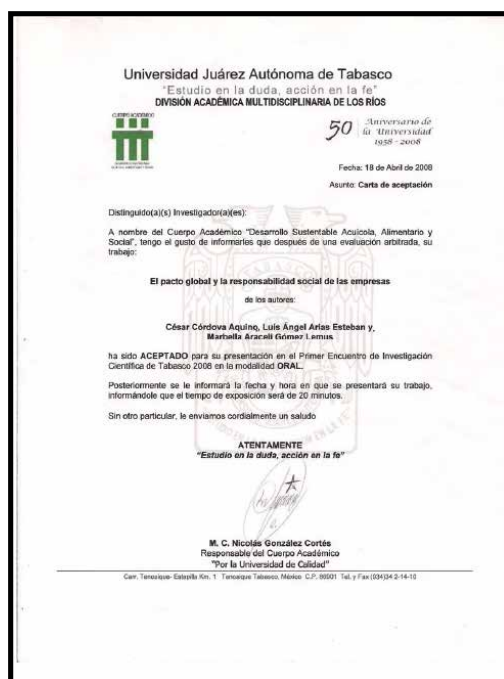 Universidad Juárez Autónoma de Tabasco
"Estudio en la duda, acción en la fe"
DIVISIÓN ACADÉMICA MULTIDISCIPLINARIA DE LOS RÍOS
CUERPO ACADÉMICO
50 Aniversario de
la Universidad
1958 - 2008
Fecha: 18 de Abril de 2008
Asunto: Carta de aceptación
Distinguido(a)(s) Investigador(a)(es):
A nombre del Cuerpo Académico "Desarrollo Sustentable Acuícola, Alimentario y
Social", tengo el gusto de informarles que después de una evaluación arbitrada, su
trabajo:
El pacto global y la responsabilidad social de las empresas
de los autores:
César Córdova Aquino, Luis Ángel Arias Esteban y,
Marbella Araceli Gómez Lemus
ha sido ACEPTADO para su presentación en el Primer Encuentro de Investigación
Científica de Tabasco 2008 en la modalidad ORAL.
Posteriormente se le informará la fecha y hora en que se presentará su trabajo,
informándole que el tiempo de exposición será de 20 minutos.
Sin otro particular, le enviamos cordialmente un saludo
ATENTAMENTE
"Estudio en la duda, acción en la fe"
M. C. Nicolás González Cortés
Responsable del Cuerpo Académico
"Por la Universidad de Calidad"
Carr. Tenosique- Estapilla Km. 1 Tenosique Tabasco, México C.P. 86901 Tel. y Fax (934)34 2-14-10